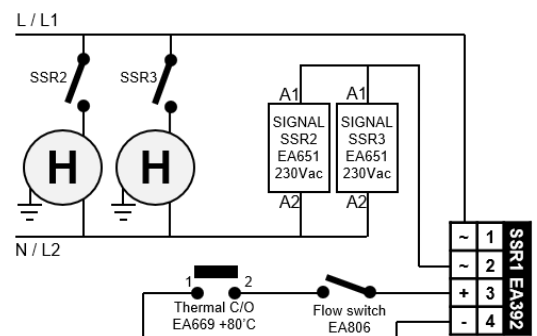 L / L1
SSR2
SSR3
A1
A1
SIGNAL
SSR2
EA651
230Vac
SIGNAL
SSR3
EA651
230Vac
A2
A2
H
H
N / L2
~ 1
~ 2
+ 3
- 4
SSR1 EA392
1
2
Thermal C/O
EA669 +80°C
Flow switch
EA806